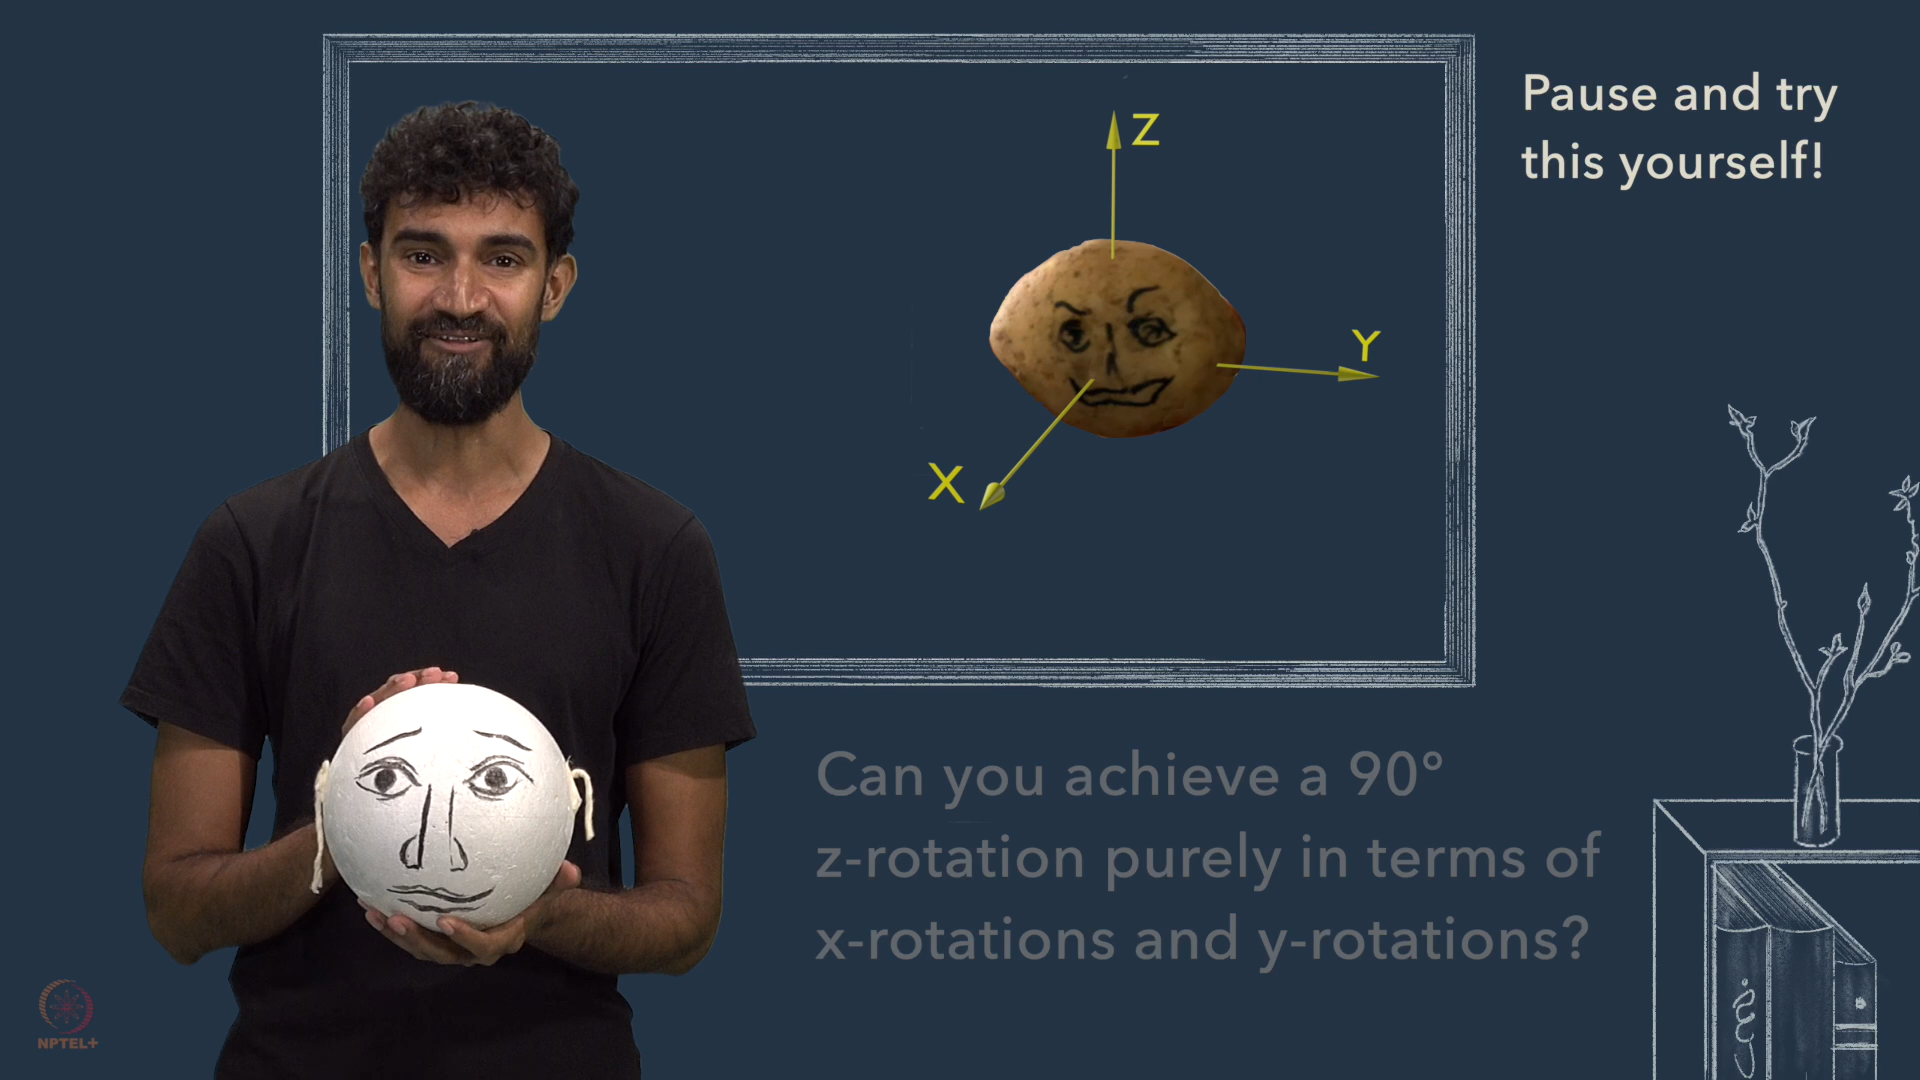 Pause and try
this yourself!
Z
Y
X
Can you achieve a 90°
z-rotation purely in terms of
x-rotations and y-rotations?
NPTEL+